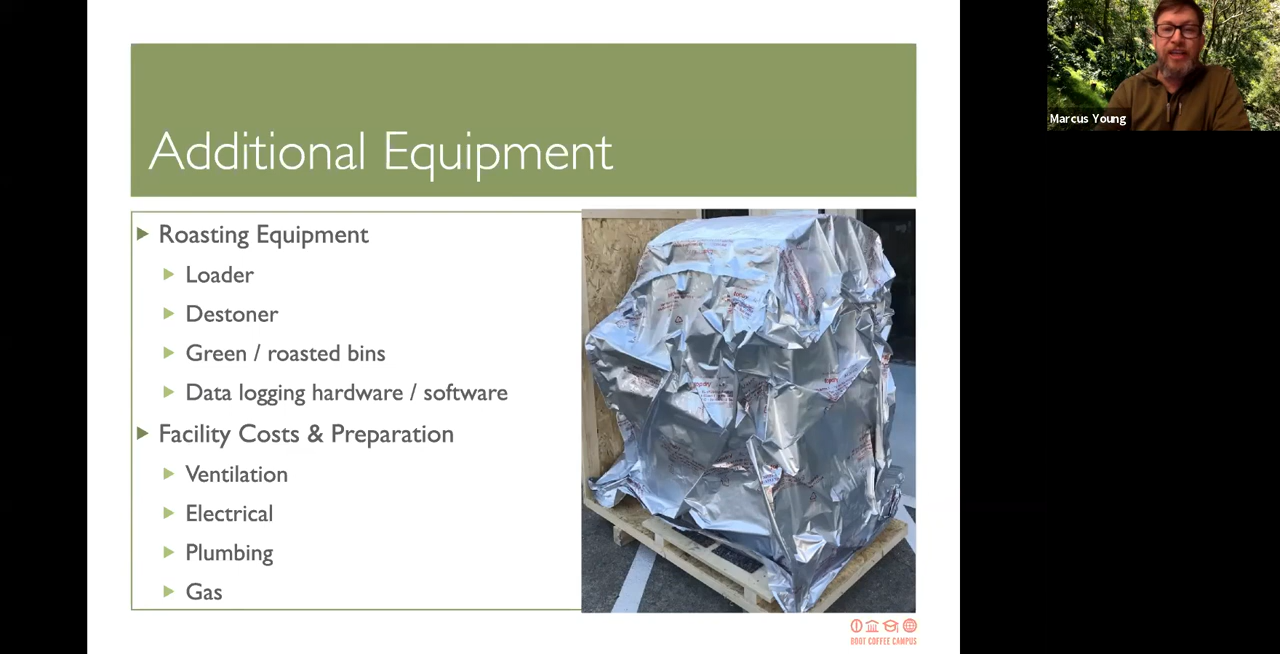 Additional Equipment
Roasting Equipment
Loader
Destoner
Green / roasted bins
Data logging hardware / software
Facility Costs & Preparation
Ventilation
Electrical
Plumbing
Gas
BOOT COFFEE CAMPUS
Marcus Young